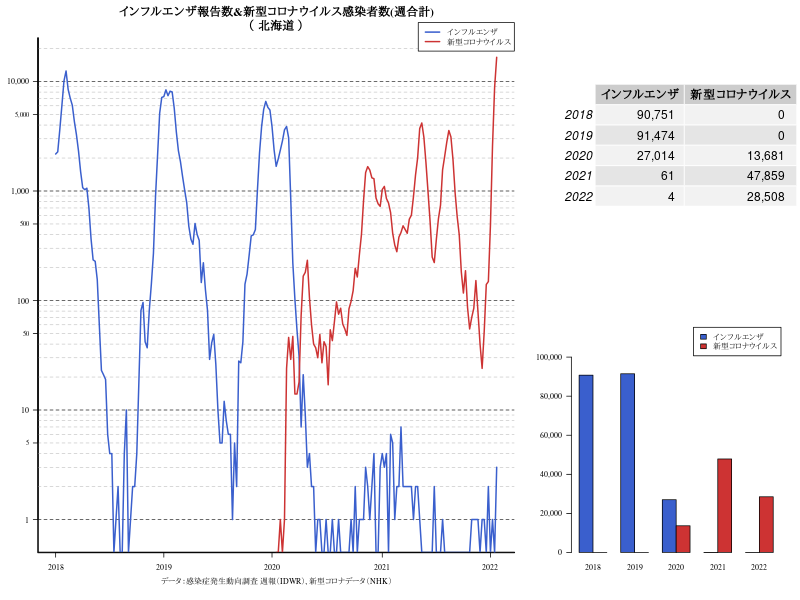 インフルエンザ報告数&新型コロナウイルス感染者数(週合計)
( 北海道 )
インフルエンザ
新型コロナウイルス
10,000
5,000
1,000
500
100
50
10
5
1
2018 2019 2020 2021 2022
データ:感染症発生動向調査 週報(IDWR)、新型コロナデータ(NHK)
インフルエンザ 新型コロナウイルス
2018 90,751 0
2019 91,474 0
2020 27,014 13,681
2021 61 47,859
2022 4 28,508
インフルエンザ
新型コロナウイルス
100,000
80,000
60,000
40,000
20,000
0
2018 2019 2020 2021 2022